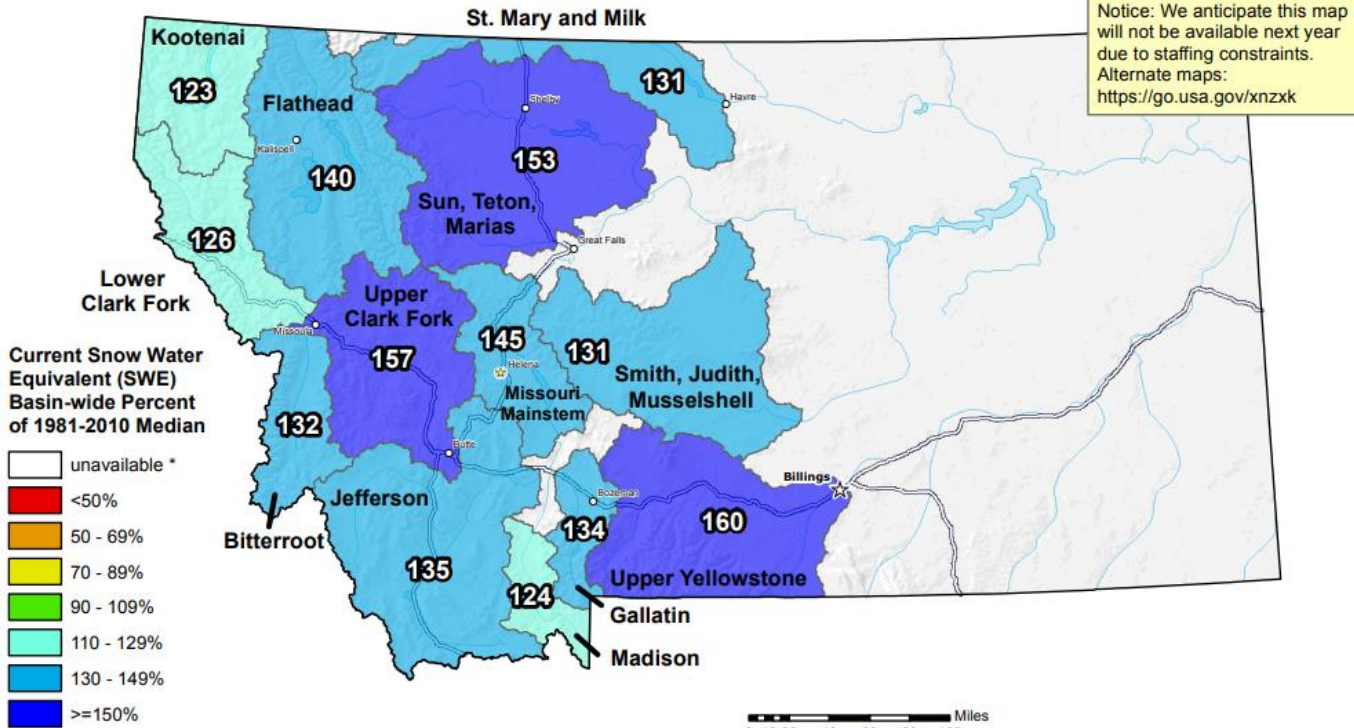 St. Mary and Milk
Notice: We anticipate this map
will not be available next year
due to staffing constraints.
Alternate maps:
https://go.usa.gov/xnzxk
Kootenai
123
Flathead
Kalispell
140
131
Havre
Shelby
153
Sun, Teton,
Marias
Great Falls
126
Lower
Clark Fork
Missoula
Upper
Clark Fork
157
145
Helena
Missouri
Mainstem
131
Smith, Judith,
Musselshell
132
Bitterroot
Butte
Jefferson
135
Bozeman
134
124
Gallatin
Madison
160
Upper Yellowstone
Billings
Current Snow Water
Equivalent (SWE)
Basin-wide Percent
of 1981-2010 Median
unavailable *
<50%
50 - 69%
70 - 89%
90 - 109%
110 - 129%
130 - 149%
>=150%
Miles